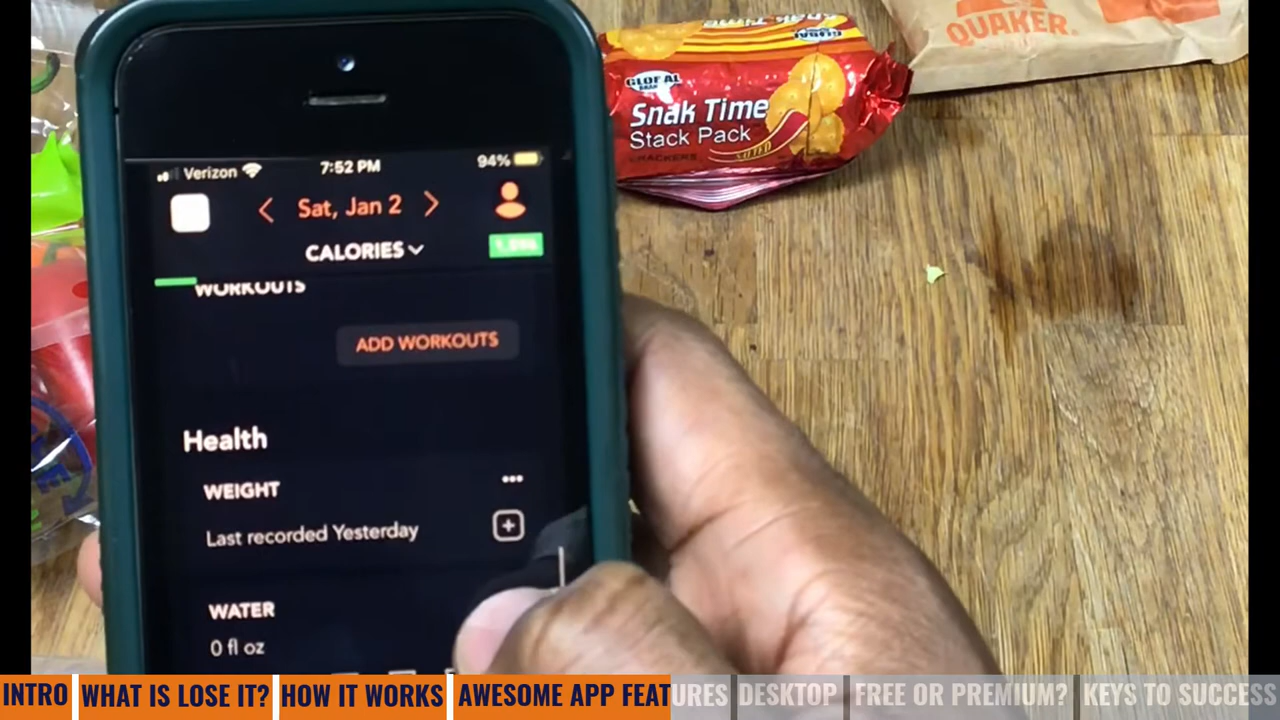 QUAKER
Snak Time
Stack Pack
CRACKERS
SALTED
Verizon
7:52 PM
94%
Sat, Jan 2
CALORIES
WORKOUTS
ADD WORKOUTS
Health
WEIGHT
Last recorded Yesterday
WATER
0 fl oz
INTRO
WHAT IS LOSE IT?
HOW IT WORKS
AWESOME APP FEATURES
DESKTOP
FREE OR PREMIUM?
KEYS TO SUCCESS